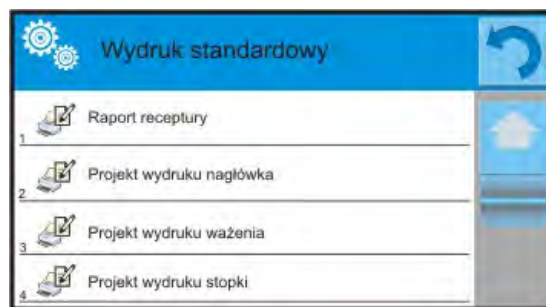 Wydruk standardowy
1 Raport receptury
2 Projekt wydruku nagłówka
3 Projekt wydruku ważenia
4 Projekt wydruku stopki